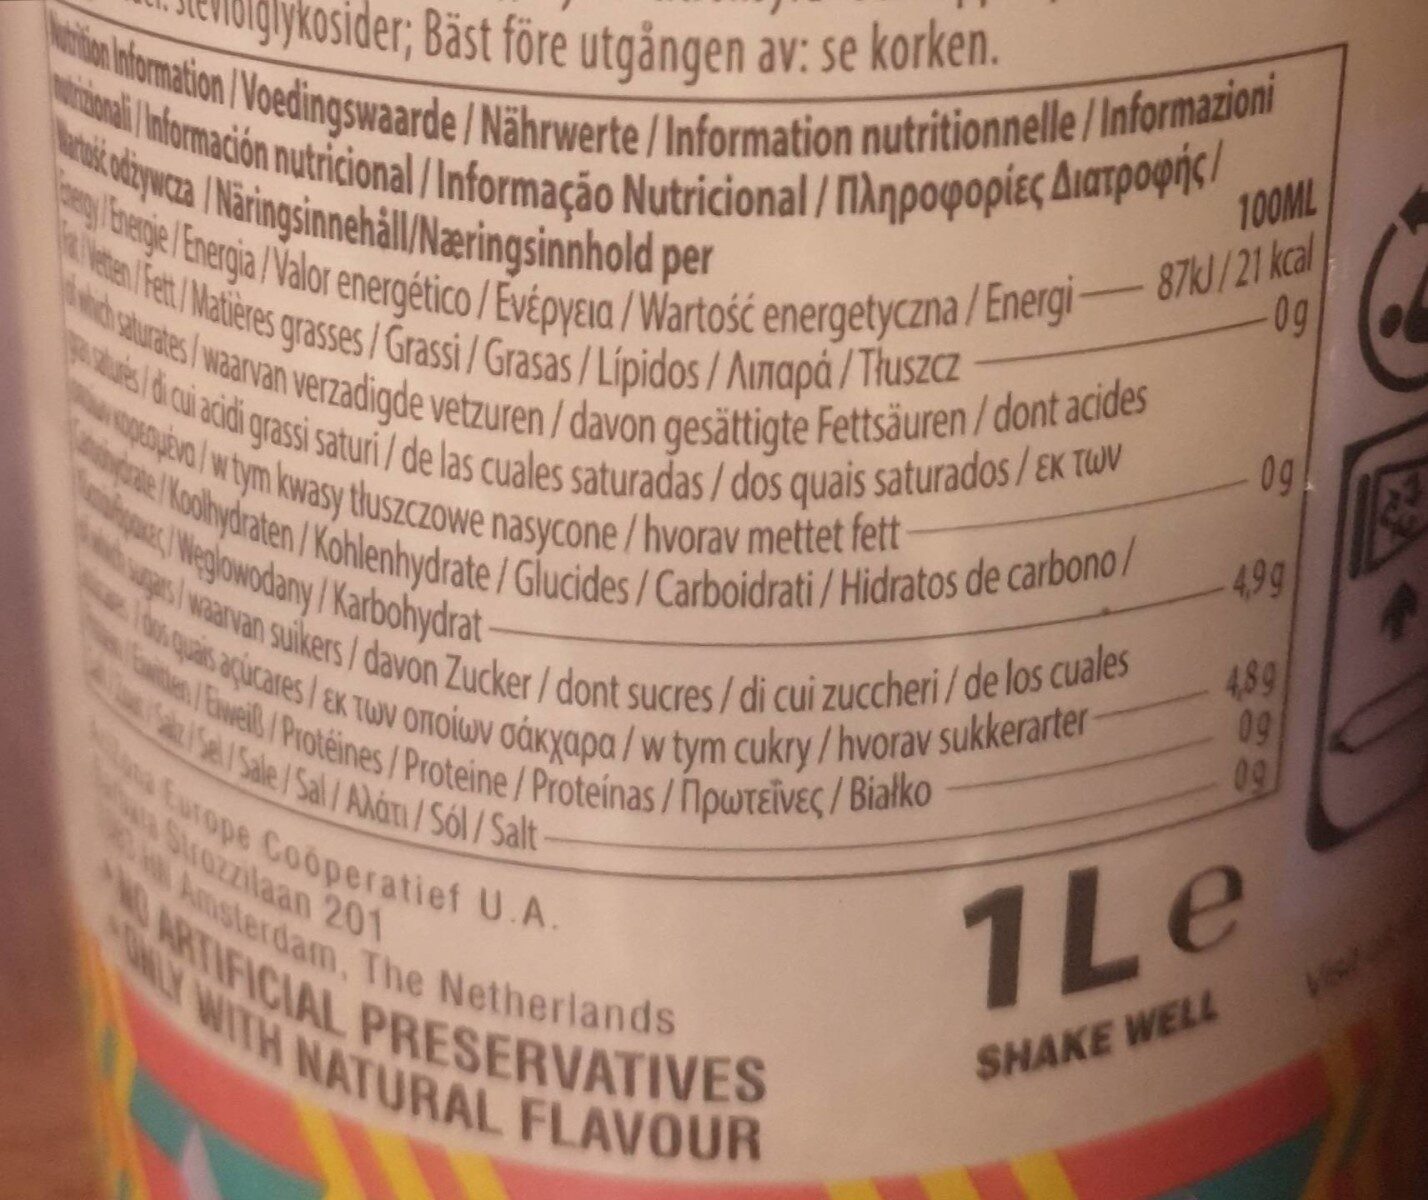 steviolglykosider; Bäst före utgången av: se korken.
Nutrition Information / Voedingswaarde / Nährwerte / Information nutritionnelle / Informazioni
nutrizionali / Información nutricional / Informação Nutricional / Πληροφορίες Διατροφής /
Wartość odżywcza / Näringsinnehåll/Næringsinnhold per 100ML
Energy / Energie / Energia / Valor energético / Ενέργεια / Wartość energetyczna / Energi 87kJ / 21 kcal
Fat / Vetten / Fett / Matières grasses / Grassi / Grasas / Lípidos / Λιπαρά / Tłuszcz 0g
of which saturates / waarvan verzadigde vetzuren / davon gesättigte Fettsäuren / dont acides
gras saturés / di cui acidi grassi saturi / de las cuales saturadas / dos quais saturados / εκ των
κορεσμένα / w tym kwasy tłuszczowe nasycone / hvorav mettet fett 0g
Carbohydrate / Koolhydraten / Kohlenhydrate / Glucides / Carboidrati / Hidratos de carbono /
Υδατάνθρακες / Węglowodany / Karbohydrat 4,9g
of which sugars / waarvan suikers / davon Zucker / dont sucres / di cui zuccheri / de los cuales
azúcares / dos quais açúcares / εκ των οποίων σάκχαρα / w tym cukry / hvorav sukkerarter 4,8g
Eiwitten / Eiweiß / Protéines / Proteine / Proteínas / Πρωτεΐνες / Białko 0g
Salt / Zout / Salz / Sel / Sale / Sal / Αλάτι / Sól / Salt 0g
Arizona Europe Coöperatief U.A.
Strozzilaan 201
Amsterdam, The Netherlands
• NO ARTIFICIAL PRESERVATIVES
• ONLY WITH NATURAL FLAVOUR
1L e
SHAKE WELL